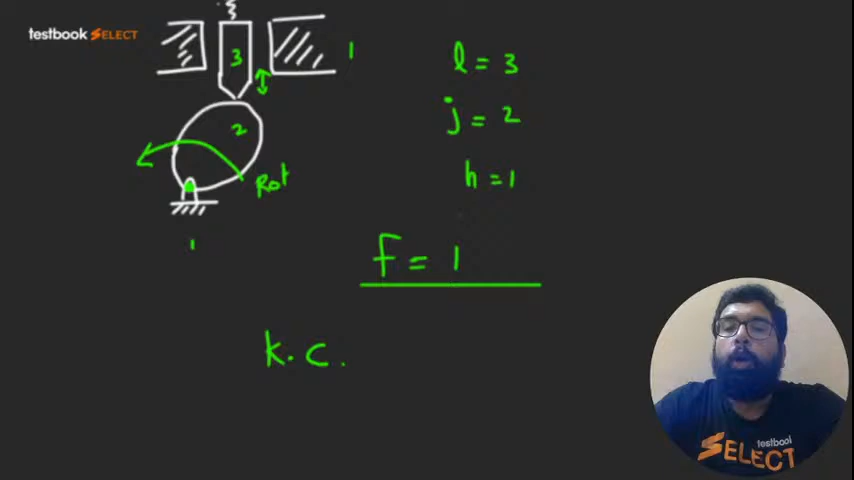 testbook SELECT
3
1
l = 3
2
j = 2
Rot
h = 1
1
F = 1
K.C.
testbook
SELECT